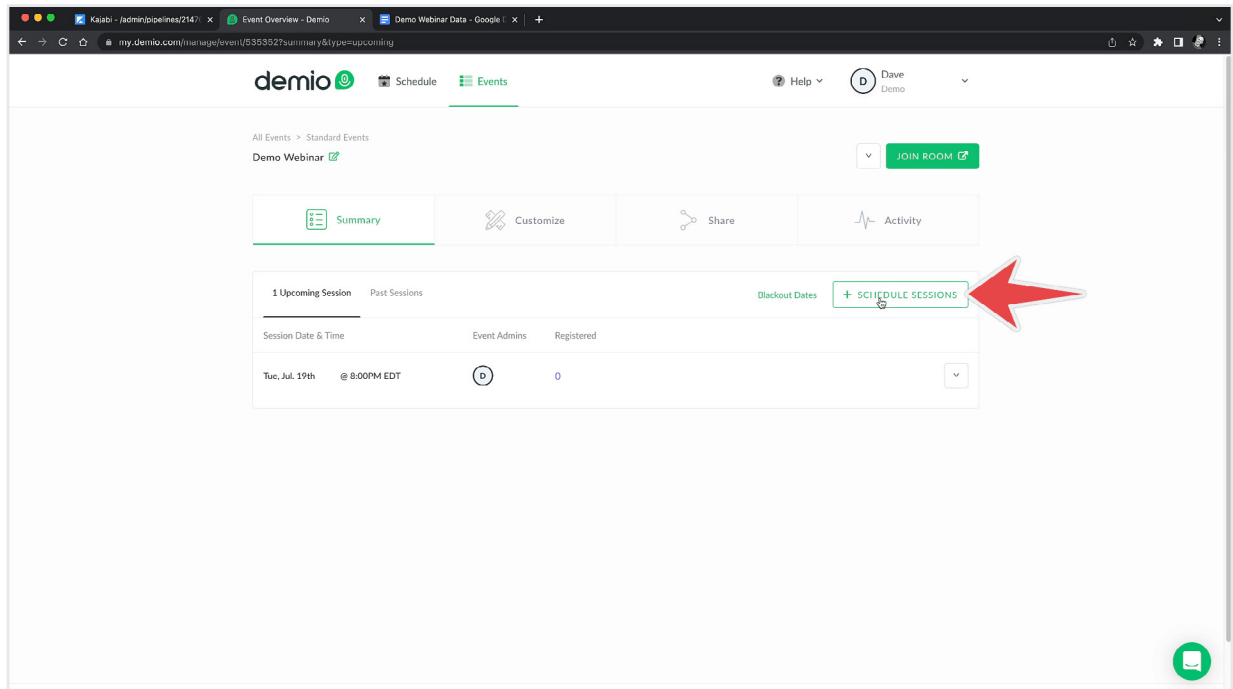 Kajabi - /admin/pipelines/2147
Event Overview - Demio
Demo Webinar Data - Google D
my.demio.com/manage/event/535352?summary&type=upcoming
demio
Schedule
Events
Help
D
Dave
Demo
All Events > Standard Events
Demo Webinar
JOIN ROOM
Summary
Customize
Share
Activity
1 Upcoming Session
Past Sessions
Blackout Dates
+ SCHEDULE SESSIONS
Session Date & Time
Event Admins
Registered
Tue, Jul. 19th @ 8:00PM EDT
D
0